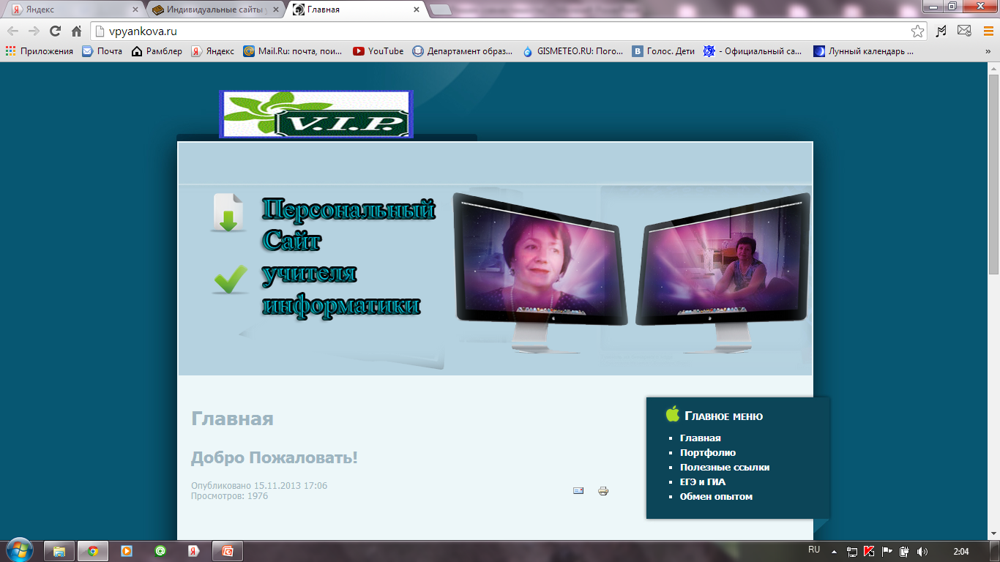 Яндекс
Индивидуальные сайты
Главная
vpyankova.ru
Приложения
Почта
Рамблер
Яндекс
Mail.Ru: почта, пои...
YouTube
Департамент образ...
GISMETEO.RU: Пого...
Голос. Дети
- Официальный са...
Лунный календарь ...
»
V.I.P.
Персональный
Сайт
учителя
информатики
Главная
Добро Пожаловать!
Опубликовано 15.11.2013 17:06
Просмотров: 1976
Главное меню
Главная
Портфолио
Полезные ссылки
ЕГЭ и ГИА
Обмен опытом
RU
2:04